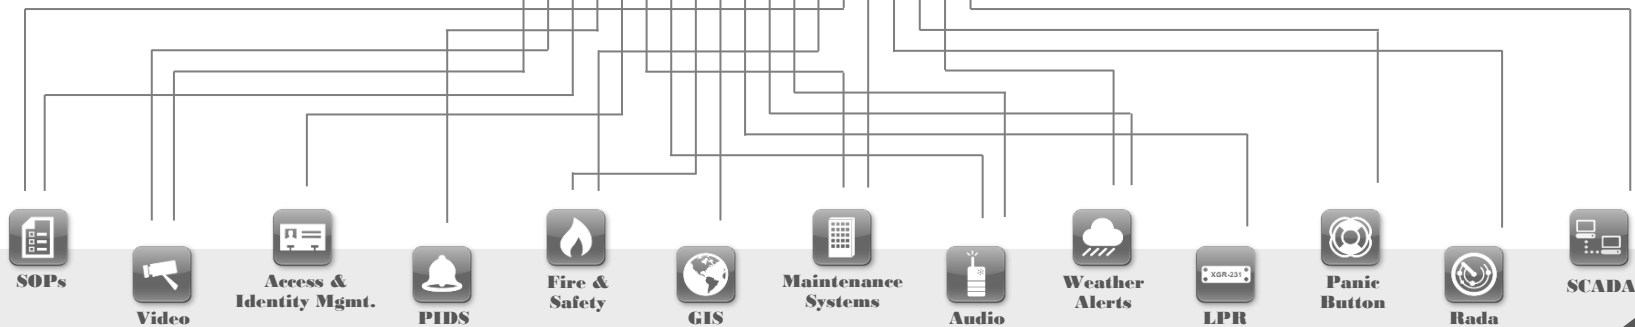 SOPs
Video
Access &
Identity Mgmt.
PIDS
Fire &
Safety
GIS
Maintenance
Systems
Audio
Weather
Alerts
XGR-231
LPR
Panic
Button
Rada
SCADA